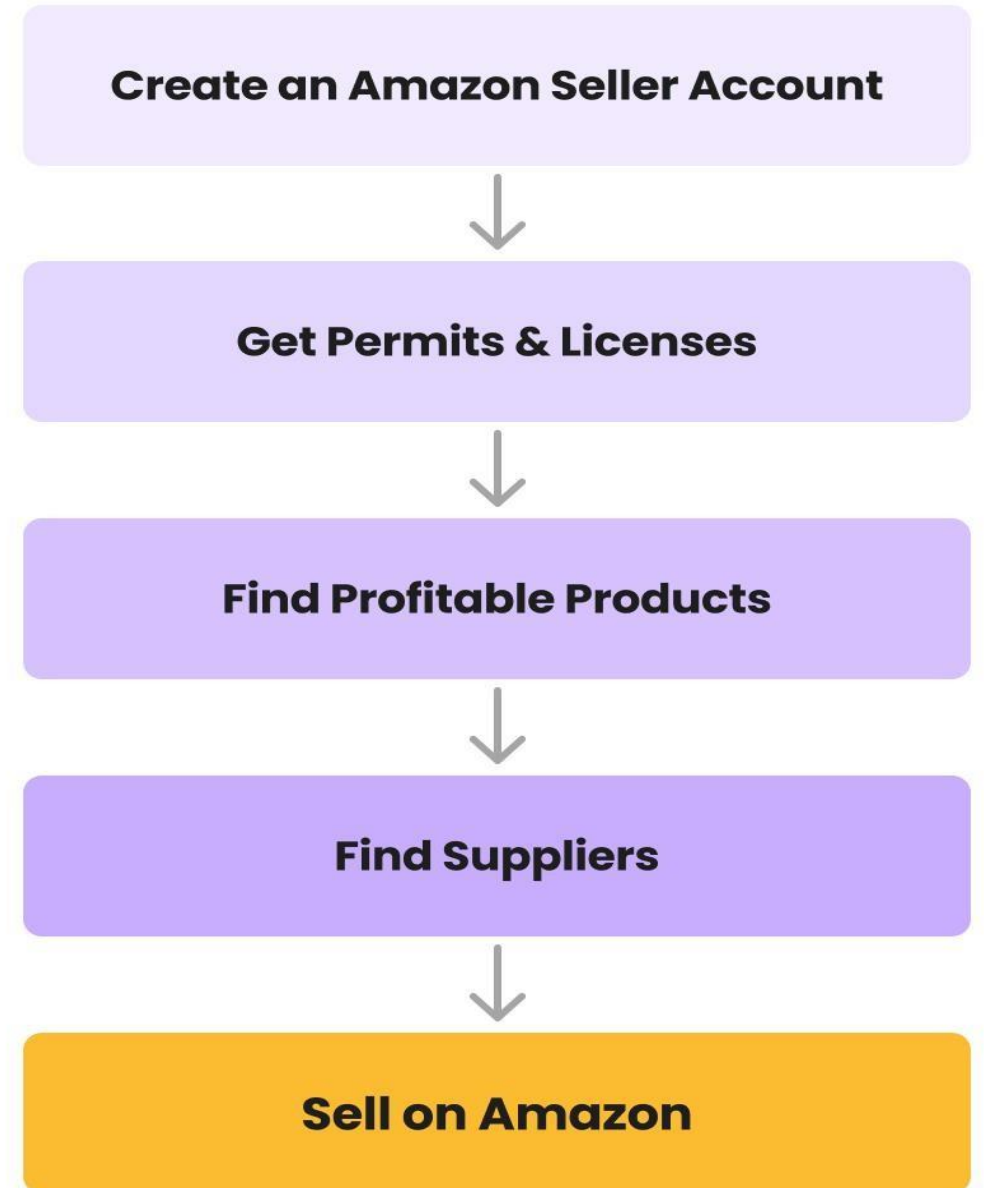 Create an Amazon Seller Account
Get Permits & Licenses
Find Profitable Products
Find Suppliers
Sell on Amazon